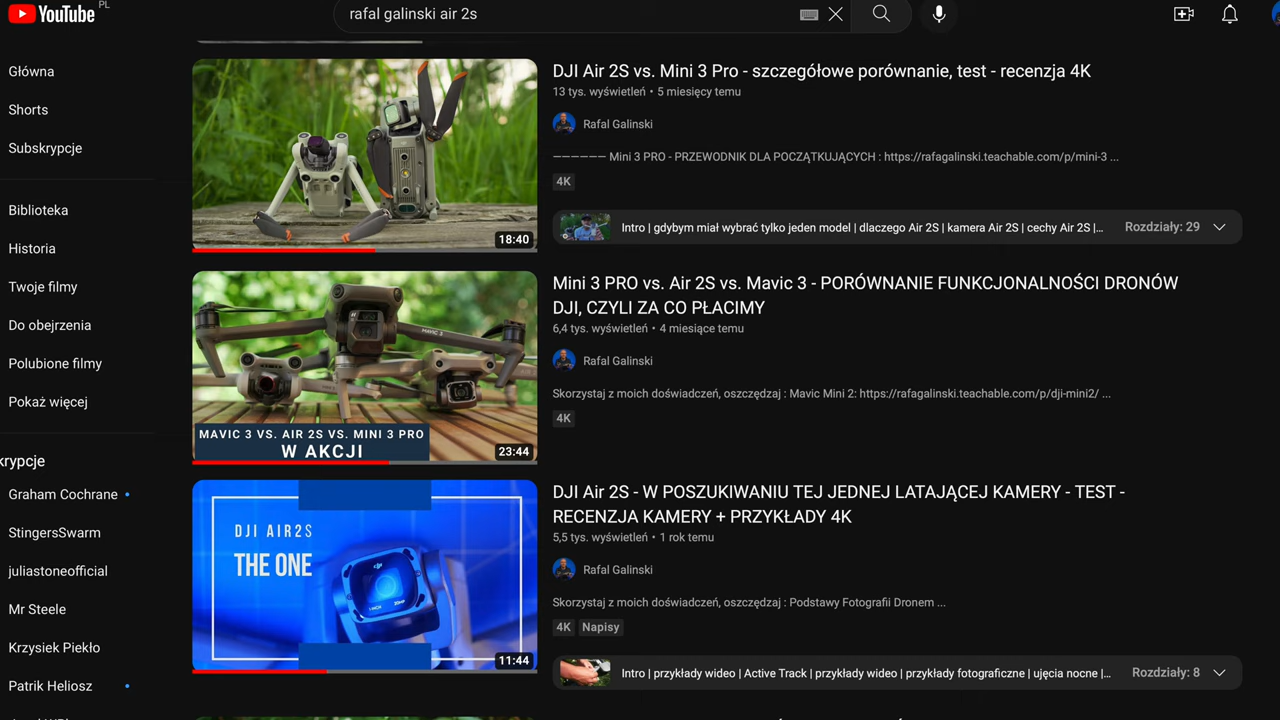 YouTube PL
rafal galinski air 2s
Główna
Shorts
Subskrypcje
Biblioteka
Historia
Twoje filmy
Do obejrzenia
Polubione filmy
Pokaż więcej
krypcje
Graham Cochrane
StingersSwarm
juliastoneofficial
Mr Steele
Krzysiek Piekło
Patrik Heliosz
18:40
DJI Air 2S vs. Mini 3 Pro - szczegółowe porównanie, test - recenzja 4K
13 tys. wyświetleń • 5 miesięcy temu
Rafal Galinski
—————— Mini 3 PRO - PRZEWODNIK DLA POCZĄTKUJĄCYCH : https://rafagalinski.teachable.com/p/mini-3 ...
4K
Intro | gdybym miał wybrać tylko jeden model | dlaczego Air 2S | kamera Air 2S | cechy Air 2S |...
Rozdziały: 29
MAVIC 3
MAVIC 3 VS. AIR 2S VS. MINI 3 PRO
W AKCJI
23:44
Mini 3 PRO vs. Air 2S vs. Mavic 3 - PORÓWNANIE FUNKCJONALNOŚCI DRONÓW
DJI, CZYLI ZA CO PŁACIMY
6,4 tys. wyświetleń • 4 miesiące temu
Rafal Galinski
Skorzystaj z moich doświadczeń, oszczędzaj : Mavic Mini 2: https://rafagalinski.teachable.com/p/dji-mini2/ ...
4K
DJI AIR2S
THE ONE
dji
1 INCH 20MP
11:44
DJI Air 2S - W POSZUKIWANIU TEJ JEDNEJ LATAJĄCEJ KAMERY - TEST -
RECENZJA KAMERY + PRZYKŁADY 4K
5,5 tys. wyświetleń • 1 rok temu
Rafal Galinski
Skorzystaj z moich doświadczeń, oszczędzaj : Podstawy Fotografii Dronem ...
4K Napisy
Intro | przykłady wideo | Active Track | przykłady wideo | przykłady fotograficzne | ujęcia nocne |...
Rozdziały: 8